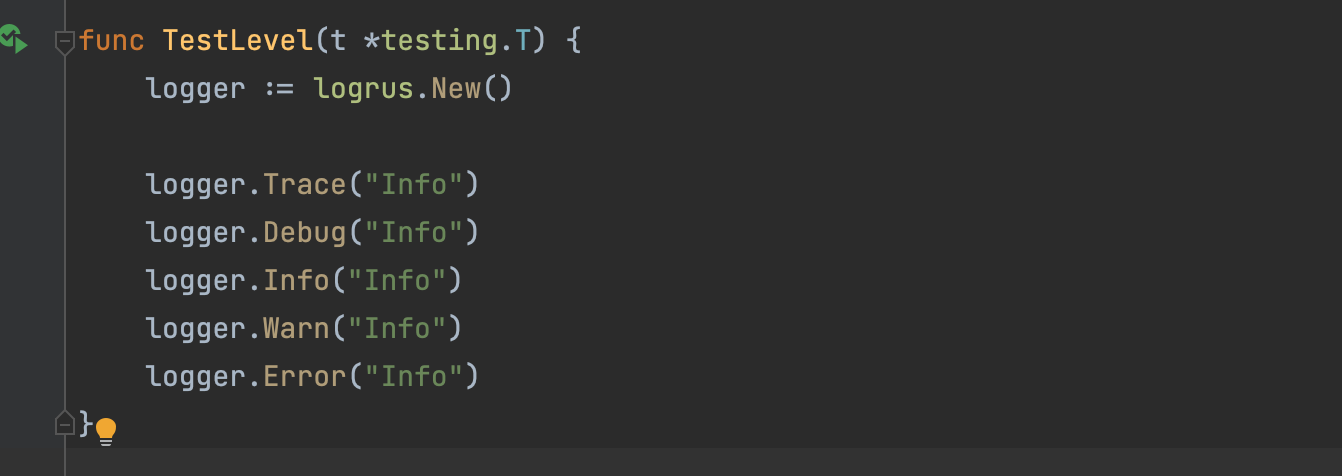 func TestLevel(t *testing.T) {
    logger := logrus.New()

    logger.Trace("Info")
    logger.Debug("Info")
    logger.Info("Info")
    logger.Warn("Info")
    logger.Error("Info")
}